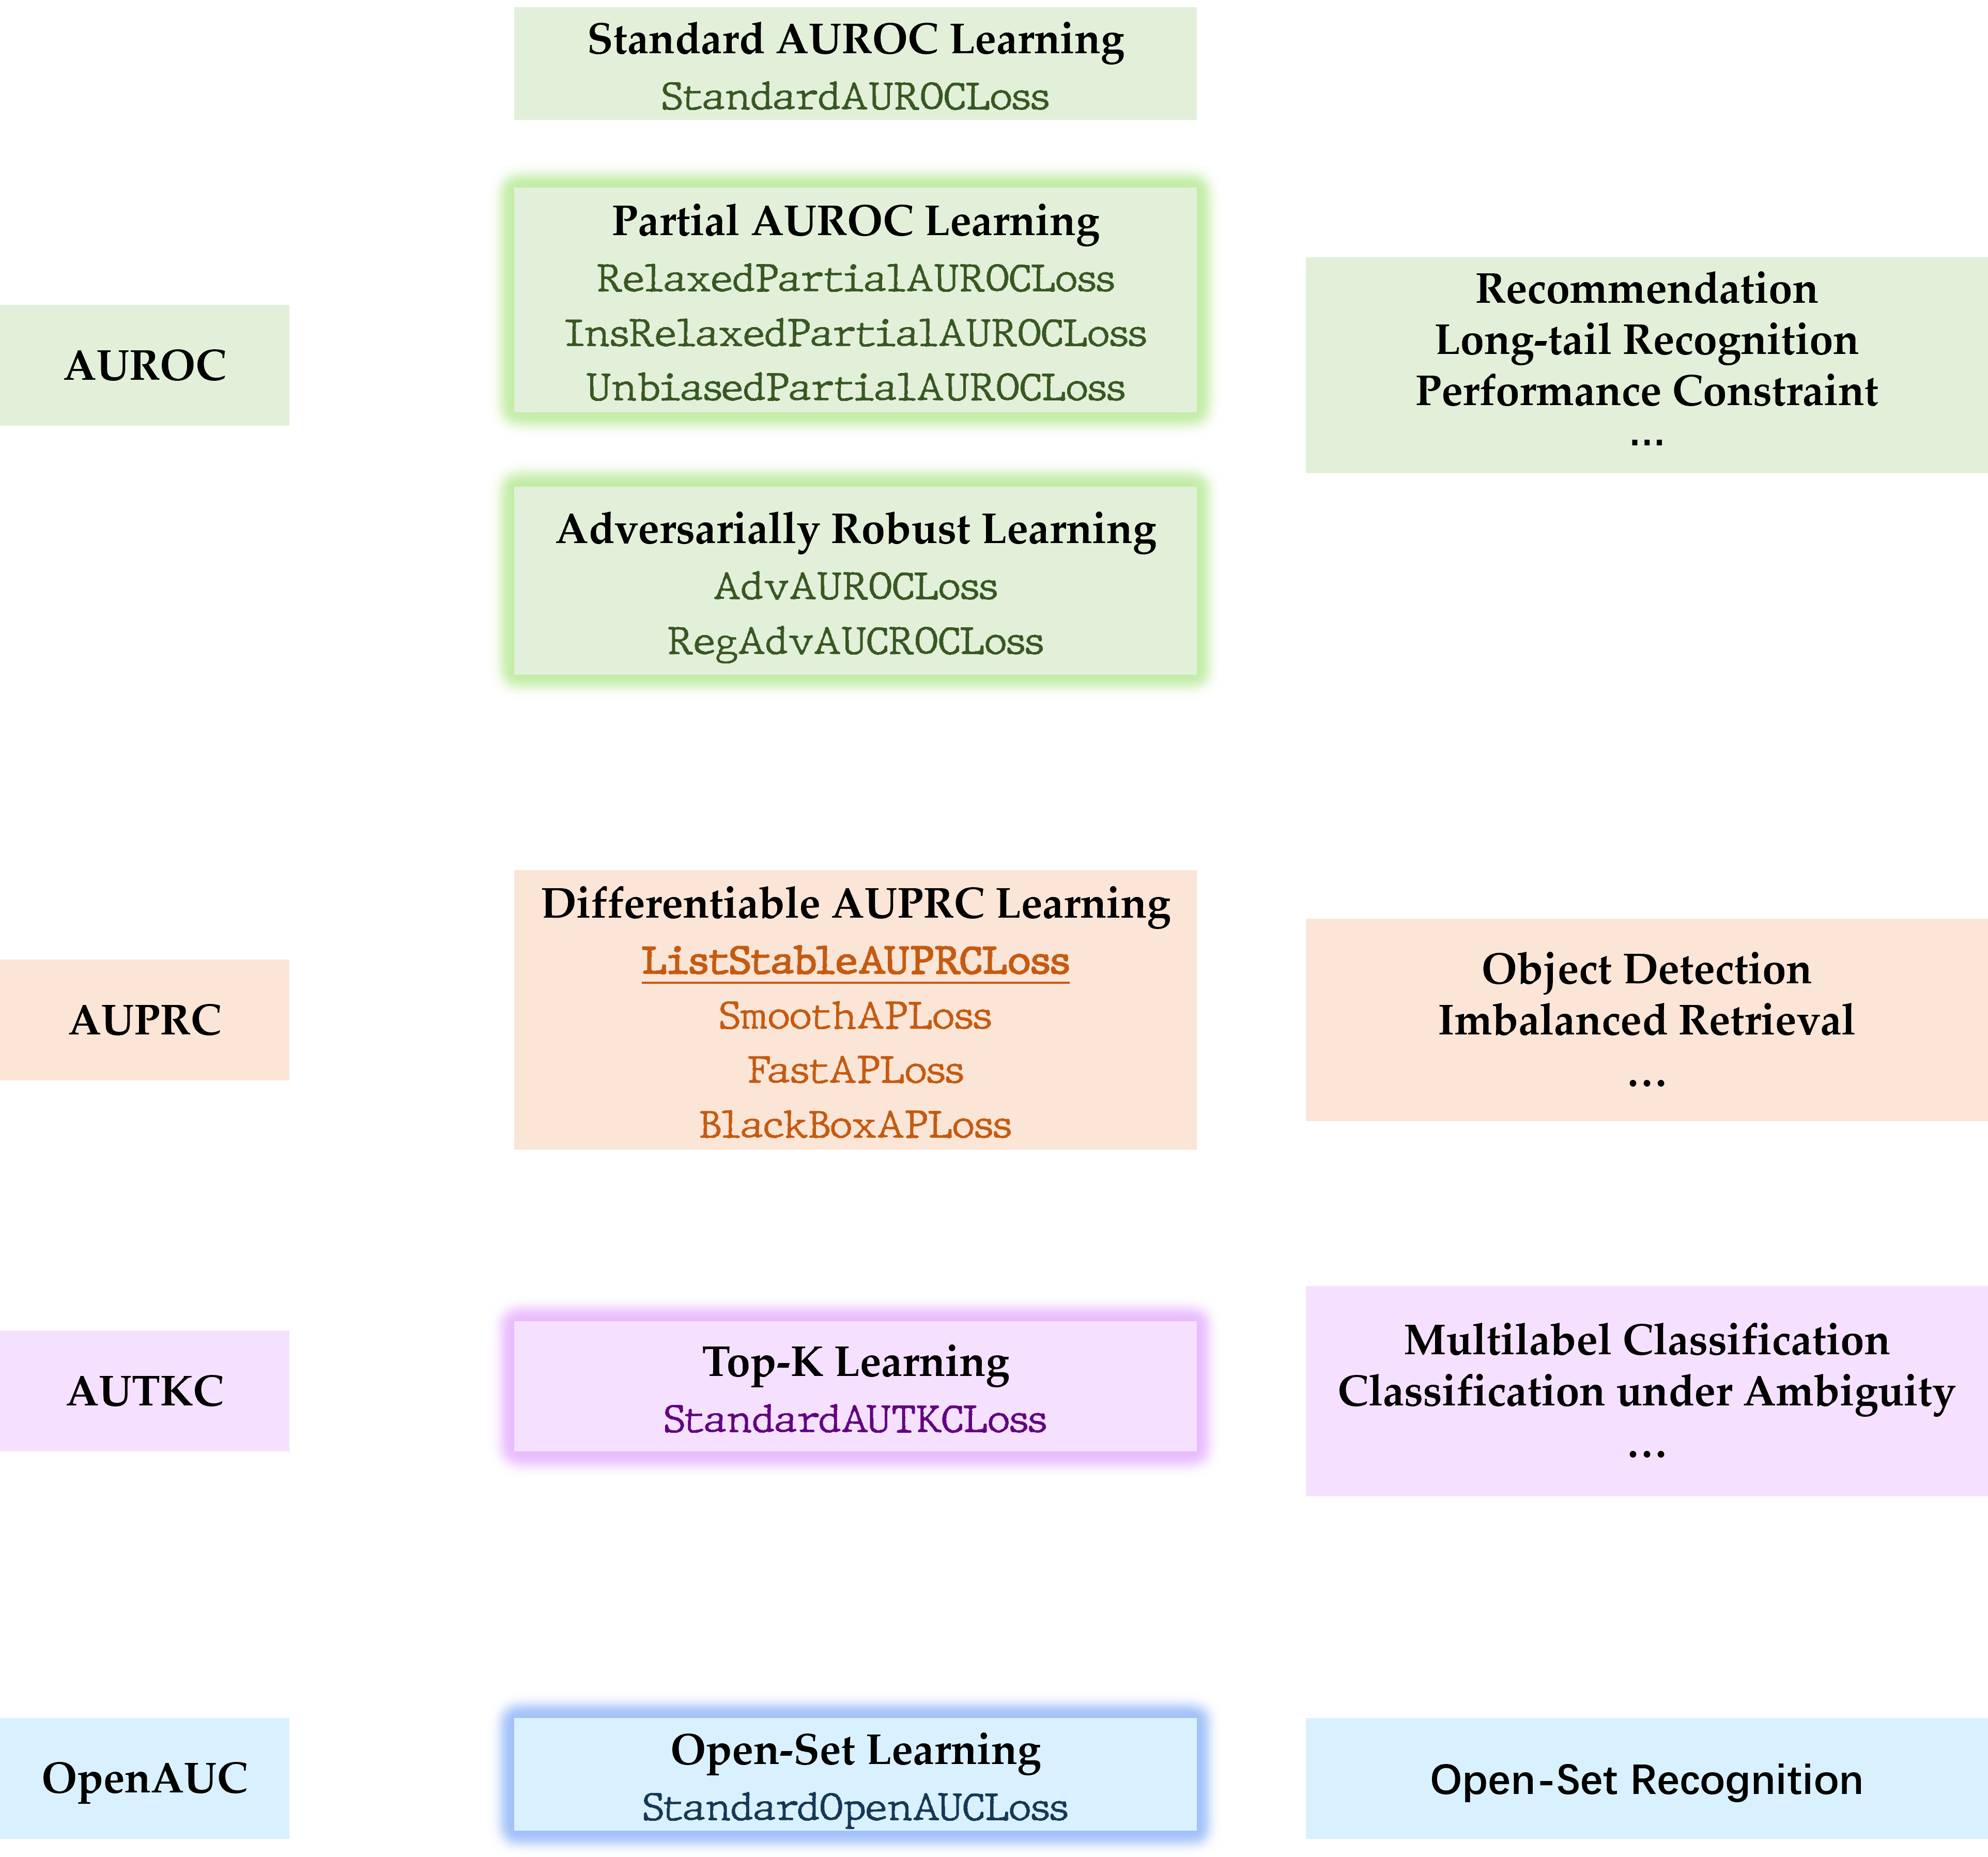 Standard AUROC Learning
StandardAUROCLoss
AUROC
Partial AUROC Learning
RelaxedPartialAUROCLoss
InsRelaxedPartialAUROCLoss
UnbiasedPartialAUROCLoss
Adversarially Robust Learning
AdvAUROCLoss
RegAdvAUCROCLoss
Recommendation
Long-tail Recognition
Performance Constraint
...
AUPRC
Differentiable AUPRC Learning
ListStableAUPRCLoss
SmoothAPLoss
FastAPLoss
BlackBoxAPLoss
Object Detection
Imbalanced Retrieval
...
AUTKC
Top-K Learning
StandardAUTKCLoss
Multilabel Classification
Classification under Ambiguity
...
OpenAUC
Open-Set Learning
StandardOpenAUCLoss
Open-Set Recognition